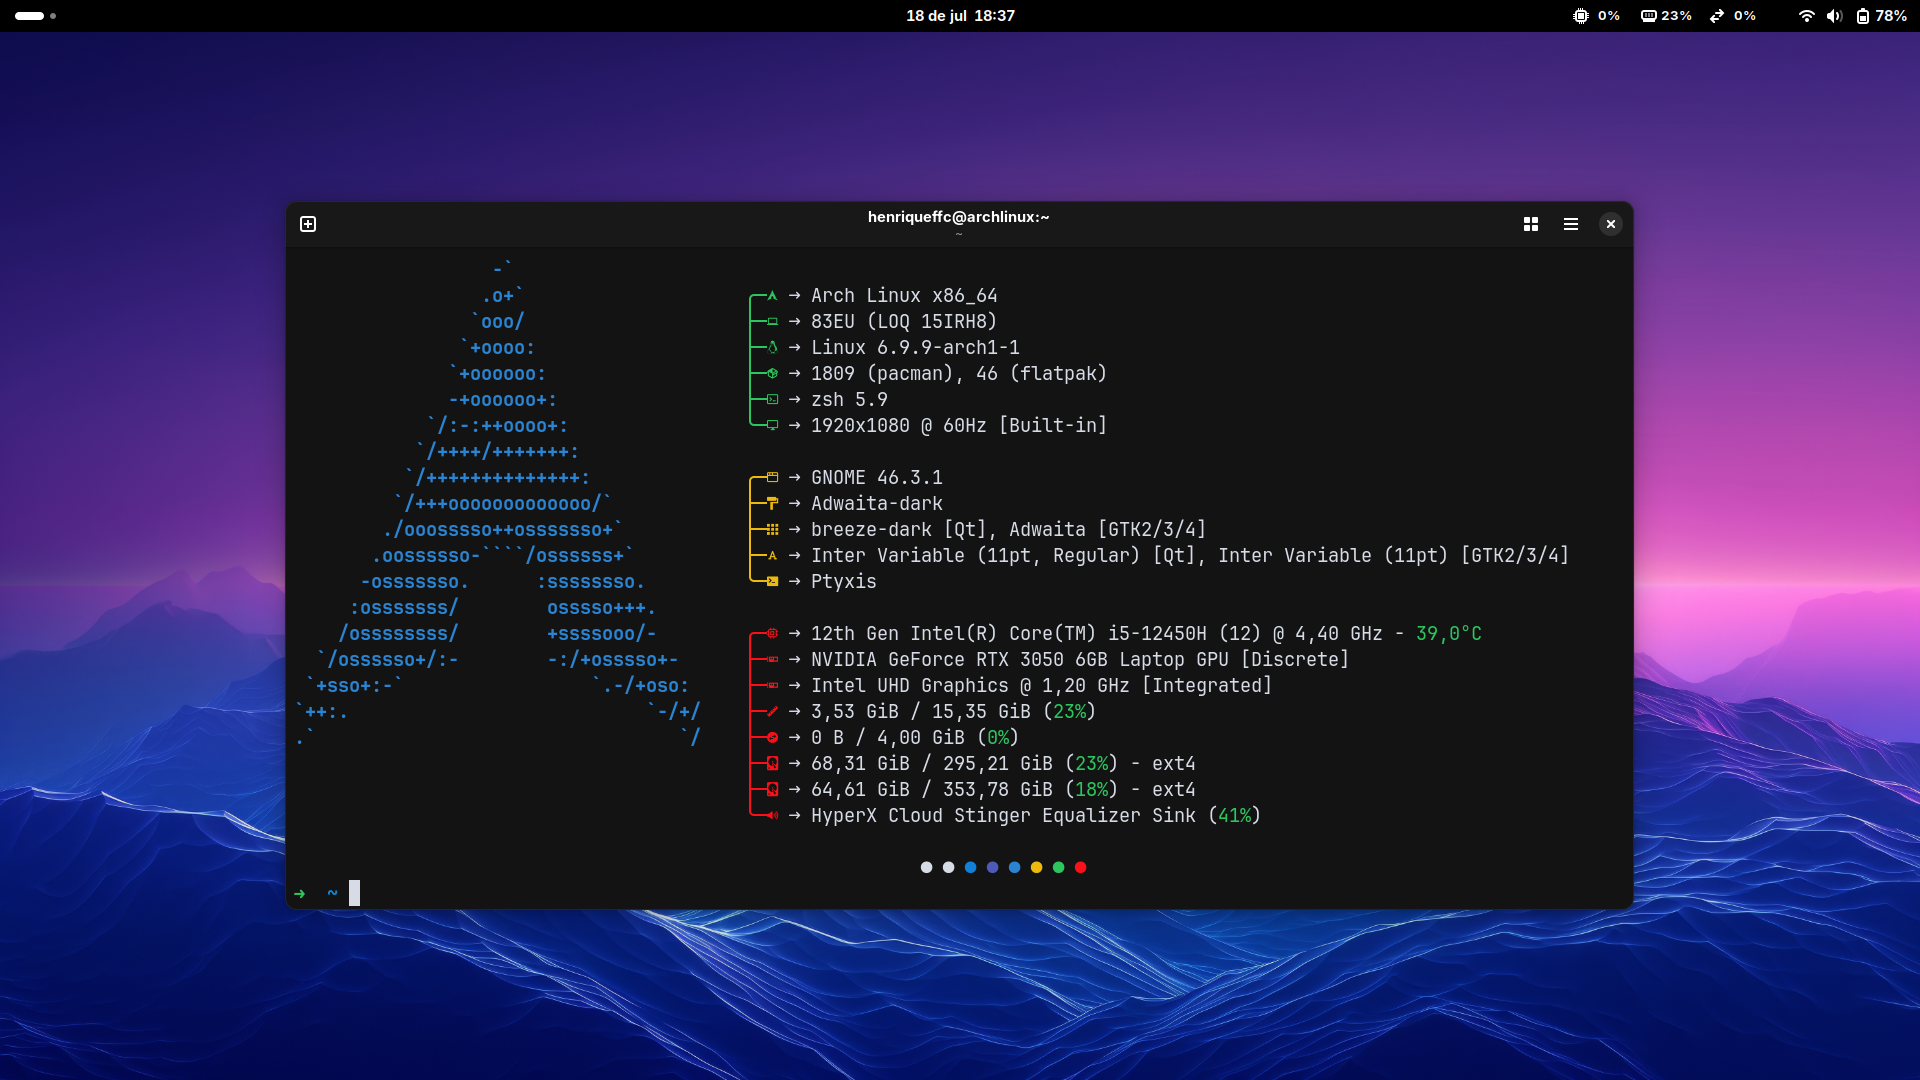 18 de jul 18:37
0% 23% 0% 78%
henriqueffc@archlinux:~
~
                  -`
                 .o+`
                `ooo/
               `+oooo:
              `+oooooo:
              -+oooooo+:
            `/:-:++oooo+:
           `/++++/+++++++:
          `/++++++++++++++:
         `/+++ooooooooooooo/`
        ./ooosssso++osssssso+`
       .oossssso-````/ossssss+`
      -osssssso.      :ssssssso.
     :osssssss/        osssso+++.
    /ossssssss/        +ssssooo/-
  `/ossssso+/:-        -:/+osssso+-
 `+sso+:-`                 `.-/+oso:
`++:.                           `-/+/
.`                                 `/
→ Arch Linux x86_64
→ 83EU (LOQ 15IRH8)
→ Linux 6.9.9-arch1-1
→ 1809 (pacman), 46 (flatpak)
→ zsh 5.9
→ 1920x1080 @ 60Hz [Built-in]
→ GNOME 46.3.1
→ Adwaita-dark
→ breeze-dark [Qt], Adwaita [GTK2/3/4]
→ Inter Variable (11pt, Regular) [Qt], Inter Variable (11pt) [GTK2/3/4]
→ Ptyxis
→ 12th Gen Intel(R) Core(TM) i5-12450H (12) @ 4,40 GHz - 39,0°C
→ NVIDIA GeForce RTX 3050 6GB Laptop GPU [Discrete]
→ Intel UHD Graphics @ 1,20 GHz [Integrated]
→ 3,53 GiB / 15,35 GiB (23%)
→ 0 B / 4,00 GiB (0%)
→ 68,31 GiB / 295,21 GiB (23%) - ext4
→ 64,61 GiB / 353,78 GiB (18%) - ext4
→ HyperX Cloud Stinger Equalizer Sink (41%)
→ ~